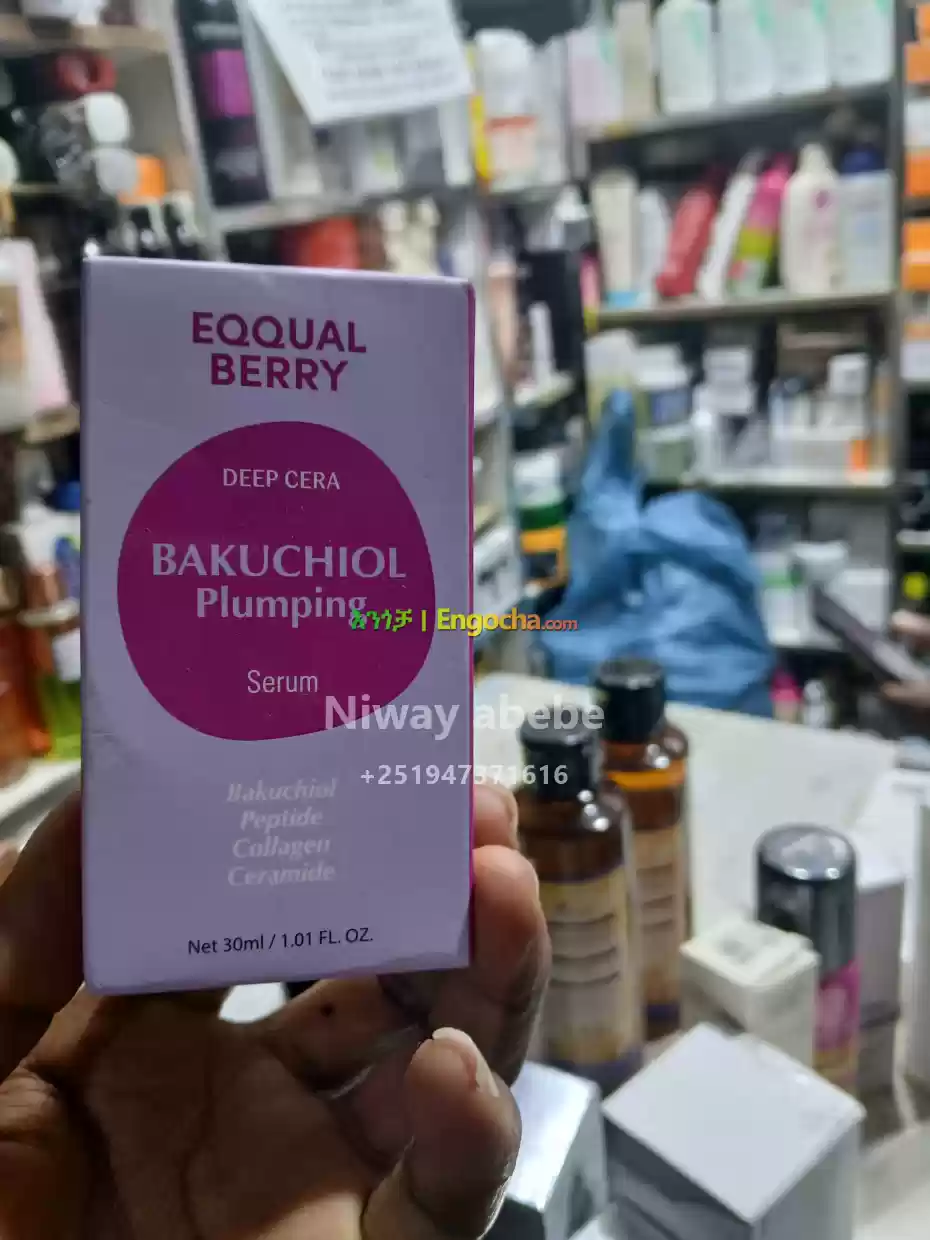 EQQUAL
BERRY
DEEP CERA
BAKUCHIOL
Plumping
እንጎቻ | Engocha.com
Serum
Niway abebe
+251947371616
Bakuchiol
Peptide
Collagen
Ceramide
Net 30ml / 1.01 FL. OZ.